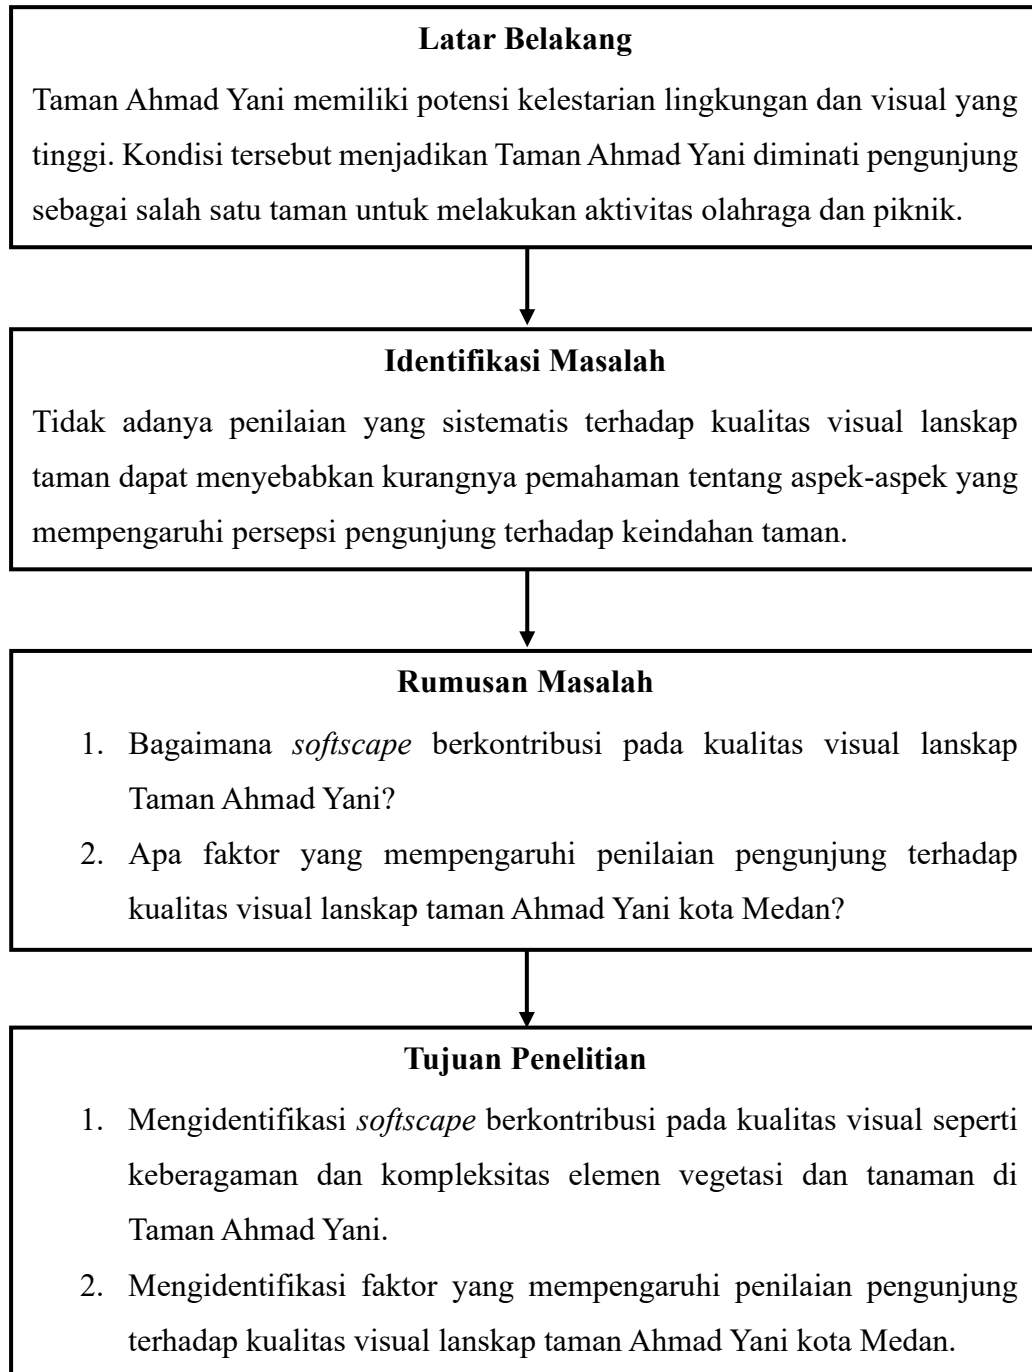 Latar Belakang
Taman Ahmad Yani memiliki potensi kelestarian lingkungan dan visual yang
tinggi. Kondisi tersebut menjadikan Taman Ahmad Yani diminati pengunjung
sebagai salah satu taman untuk melakukan aktivitas olahraga dan piknik.
Identifikasi Masalah
Tidak adanya penilaian yang sistematis terhadap kualitas visual lanskap
taman dapat menyebabkan kurangnya pemahaman tentang aspek-aspek yang
mempengaruhi persepsi pengunjung terhadap keindahan taman.
Rumusan Masalah
1. Bagaimana softscape berkontribusi pada kualitas visual lanskap
Taman Ahmad Yani?
2. Apa faktor yang mempengaruhi penilaian pengunjung terhadap
kualitas visual lanskap taman Ahmad Yani kota Medan?
Tujuan Penelitian
1. Mengidentifikasi softscape berkontribusi pada kualitas visual seperti
keberagaman dan kompleksitas elemen vegetasi dan tanaman di
Taman Ahmad Yani.
2. Mengidentifikasi faktor yang mempengaruhi penilaian pengunjung
terhadap kualitas visual lanskap taman Ahmad Yani kota Medan.